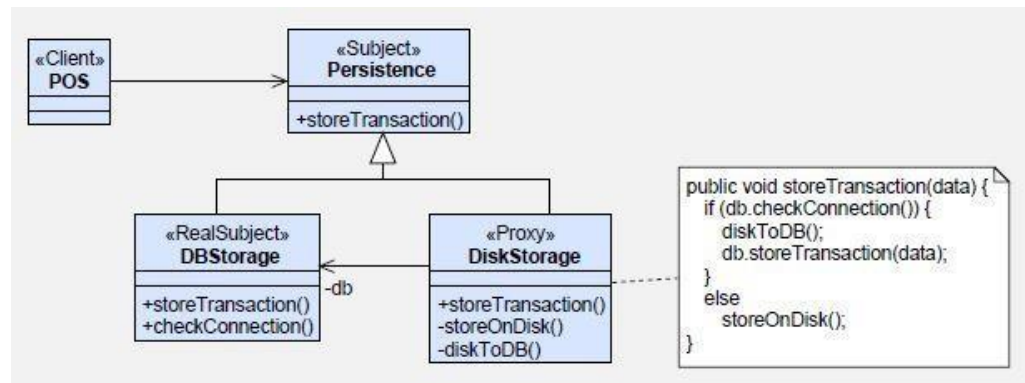 «Client»
POS
«Subject»
Persistence
+storeTransaction()
«RealSubject»
DBStorage
+storeTransaction()
+checkConnection()
-db
«Proxy»
DiskStorage
+storeTransaction()
-storeOnDisk()
-diskToDB()
public void storeTransaction(data) {
if (db.checkConnection()) {
diskToDB();
db.storeTransaction(data);
}
else
storeOnDisk();
}